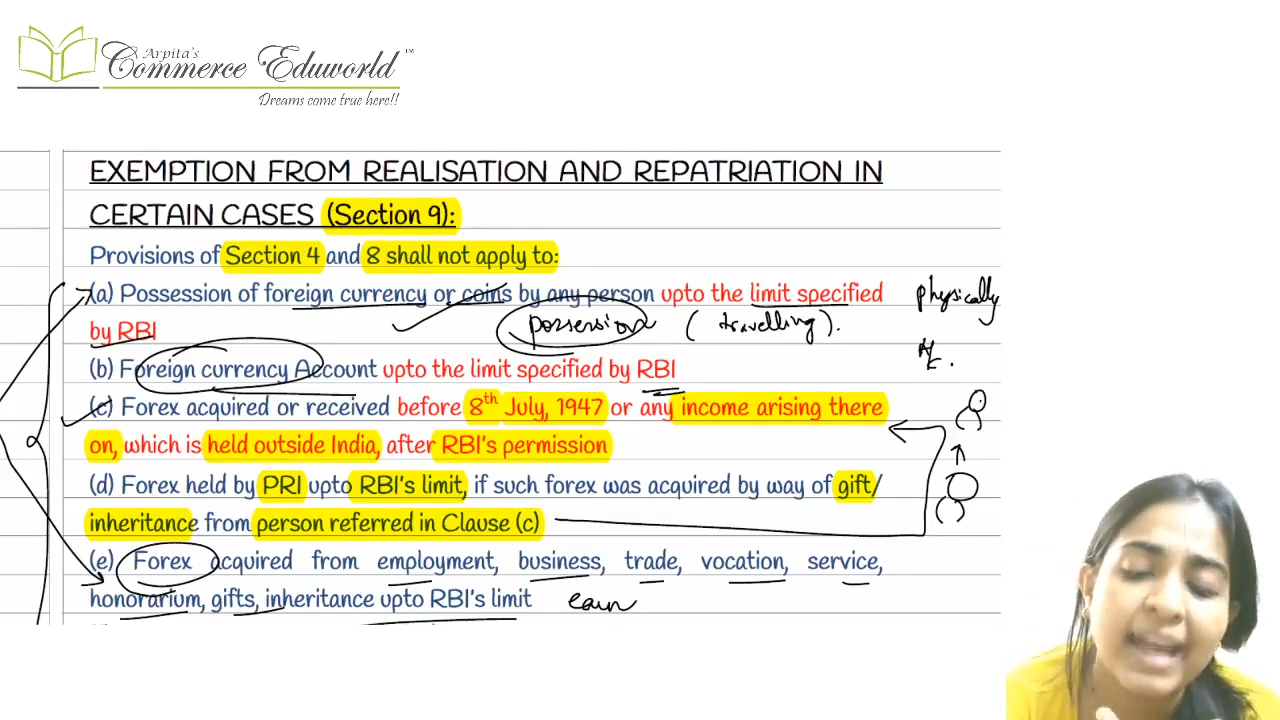 Arpita's
Commerce Eduworld™
Dreams come true here!!
EXEMPTION FROM REALISATION AND REPATRIATION IN
CERTAIN CASES (Section 9):
Provisions of Section 4 and 8 shall not apply to:
(a) Possession of foreign currency or coins by any person upto the limit specified
physically
by RBI
possession (travelling).
A/c.
(b) Foreign currency Account upto the limit specified by RBI
(c) Forex acquired or received before 8th July, 1947 or any income arising there
on, which is held outside India, after RBI's permission
(d) Forex held by PRI upto RBI's limit, if such forex was acquired by way of gift/
inheritance from person referred in Clause (c)
(e) Forex acquired from employment, business, trade, vocation, service,
honorarium, gifts, inheritance upto RBI's limit
earn